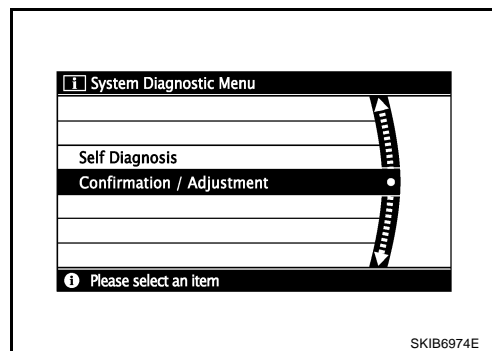 i System Diagnostic Menu
Self Diagnosis
Confirmation / Adjustment
i Please select an item
SKIB6974E